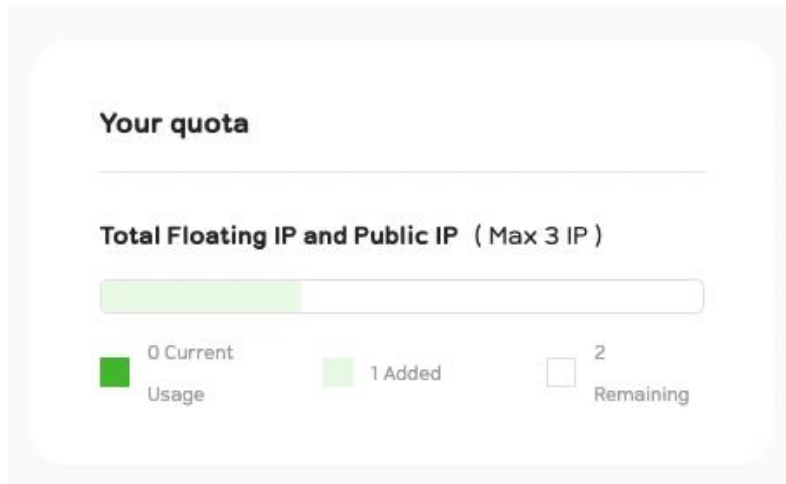 Your quota
Total Floating IP and Public IP ( Max 3 IP )
0 Current
Usage
1 Added
2
Remaining